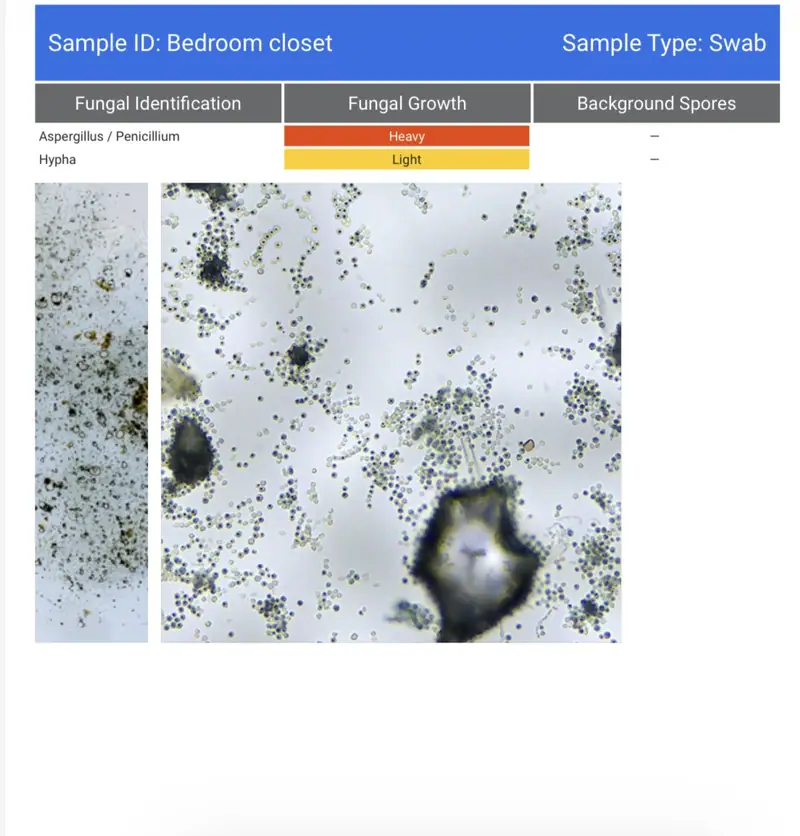 Sample ID: Bedroom closet Sample Type: Swab
Fungal Identification Fungal Growth Background Spores
Aspergillus / Penicillium Heavy —
Hypha Light —